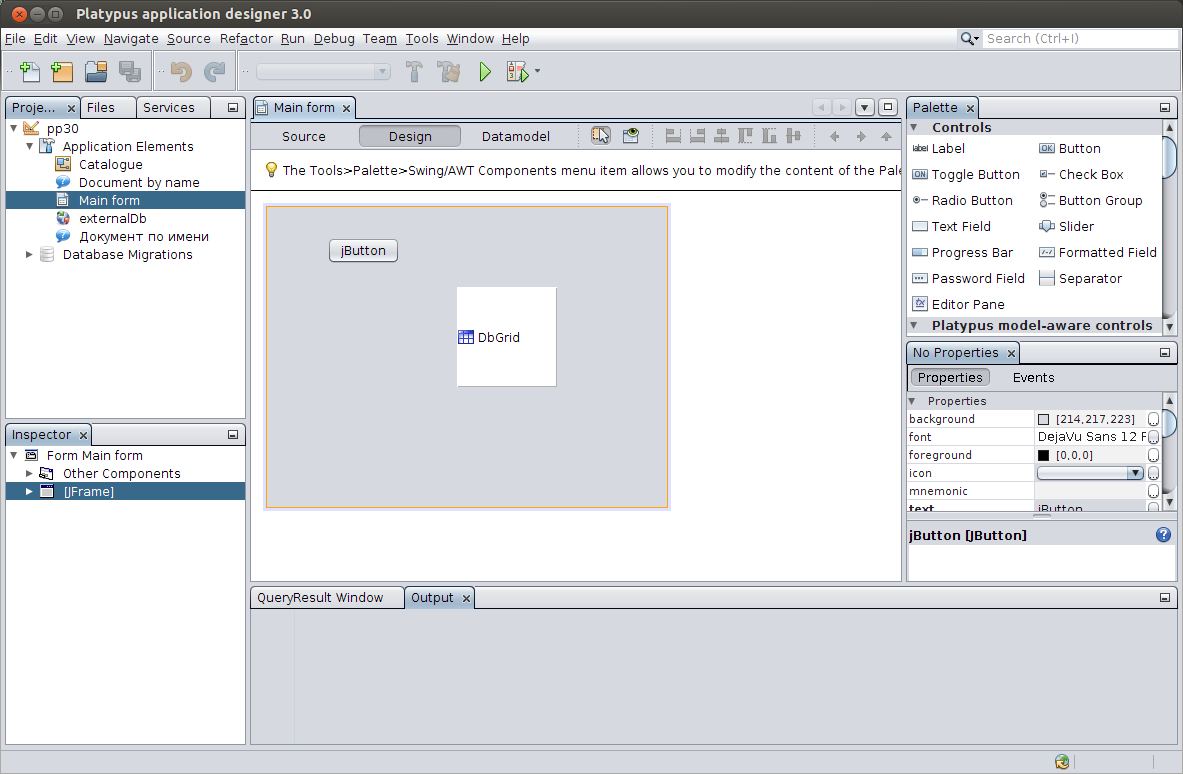 Platypus application designer 3.0
File Edit View Navigate Source Refactor Run Debug Team Tools Window Help
Search (Ctrl+I)
Proje... Files Services
pp30
Application Elements
Catalogue
Document by name
Main form
externalDb
Документ по имени
Database Migrations
Inspector
Form Main form
Other Components
[JFrame]
Main form
Source Design Datamodel
The Tools>Palette>Swing/AWT Components menu item allows you to modify the content of the Pale
jButton
DbGrid
Palette
Controls
Label Button
Toggle Button Check Box
Radio Button Button Group
Text Field Slider
Progress Bar Formatted Field
Password Field Separator
Editor Pane
Platypus model-aware controls
No Properties
Properties Events
Properties
background [214,217,223]
font DejaVu Sans 12 P
foreground [0,0,0]
icon
mnemonic
text jButton
jButton [JButton]
QueryResult Window Output